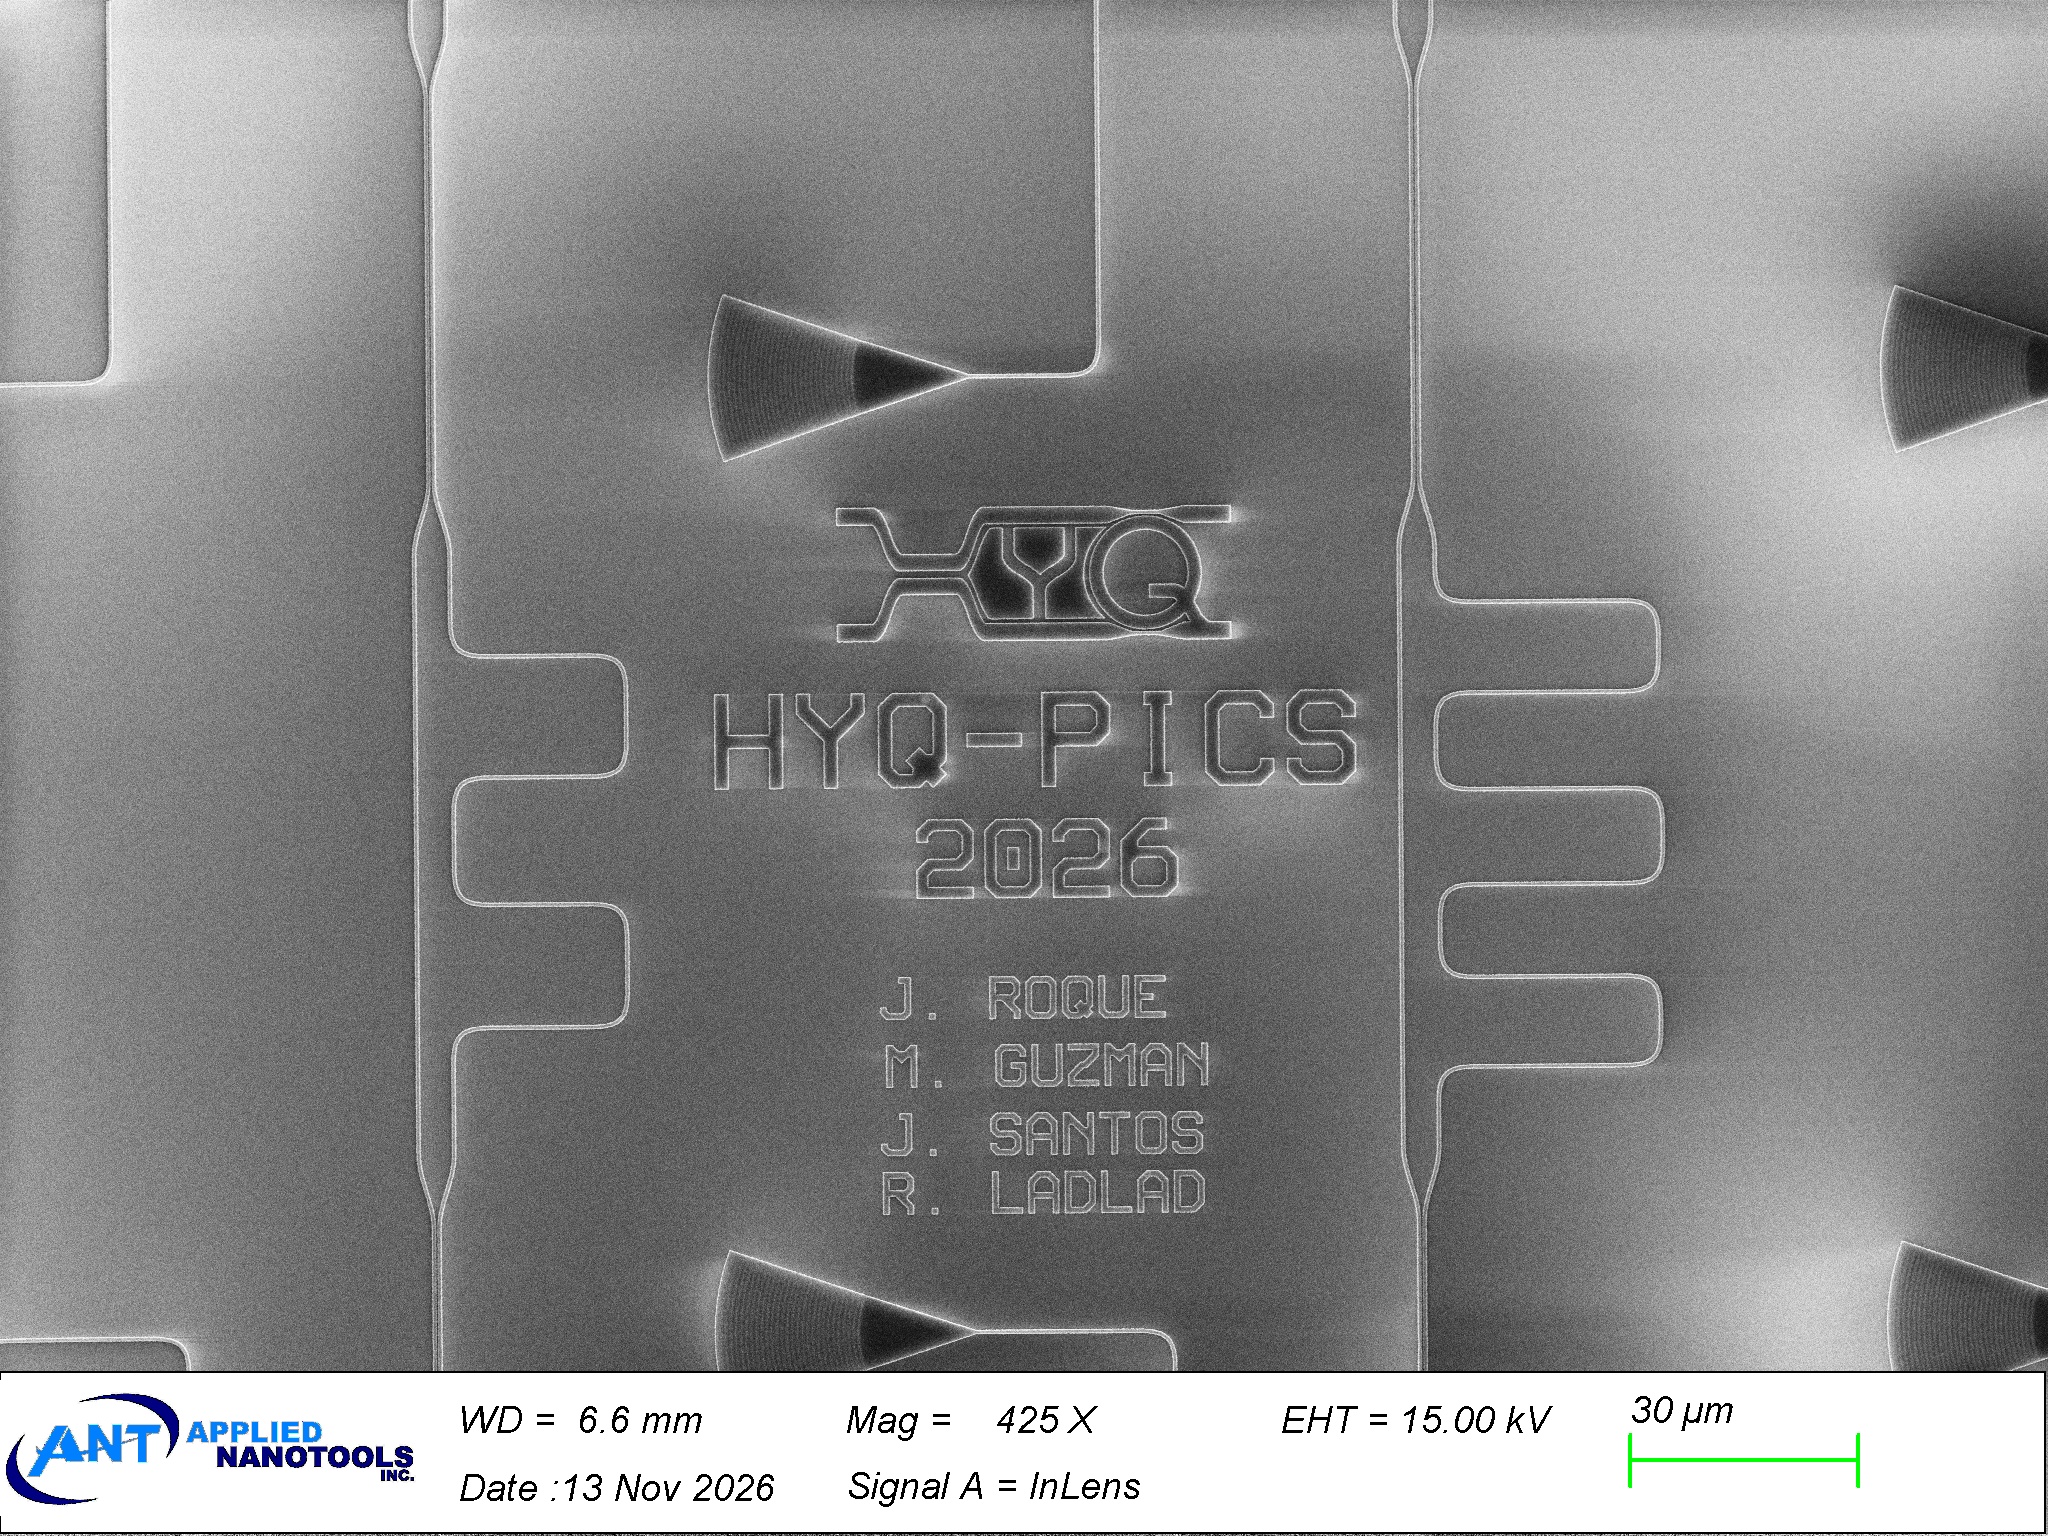 HYQ
HYQ-PICS
2026
J. ROQUE
M. GUZMAN
J. SANTOS
R. LADLAD
ANT APPLIED NANOTOOLS INC.
WD = 6.6 mm
Mag = 425 X
EHT = 15.00 kV
30 µm
Date :13 Nov 2026
Signal A = InLens